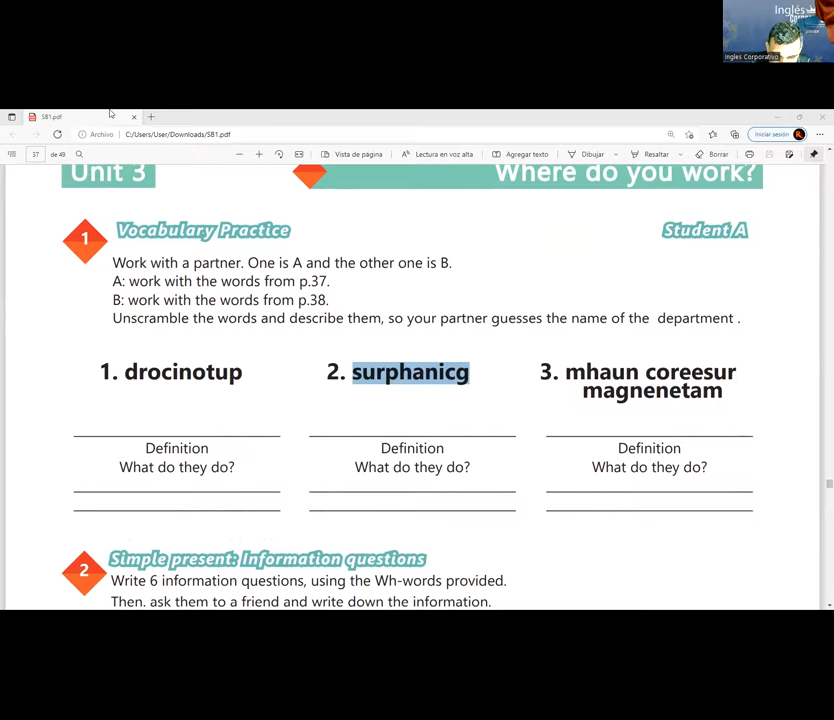 Inglés
Ingles Corporativo
SB1.pdf
Archivo
C:/Users/User/Downloads/SB1.pdf
Iniciar sesión
37
de 49
Vista de página
Lectura en voz alta
Agregar texto
Dibujar
Resaltar
Borrar
Unit 3
Where do you work?
1
Vocabulary Practice
Student A
Work with a partner. One is A and the other one is B.
A: work with the words from p.37.
B: work with the words from p.38.
Unscramble the words and describe them, so your partner guesses the name of the department .
1. drocinotup
2. surphanicg
3. mhaun coreesur
magnenetam
Definition
What do they do?
Definition
What do they do?
Definition
What do they do?
2
Simple present: Information questions
Write 6 information questions, using the Wh-words provided.
Then. ask them to a friend and write down the information.